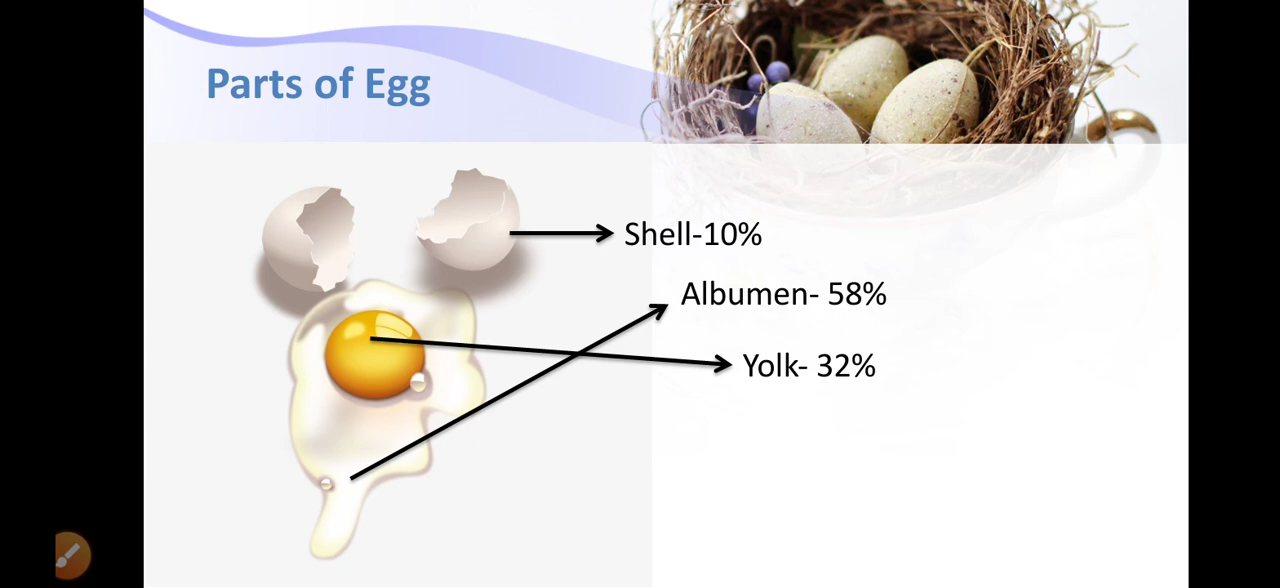 Parts of Egg
Shell-10%
Albumen- 58%
Yolk- 32%